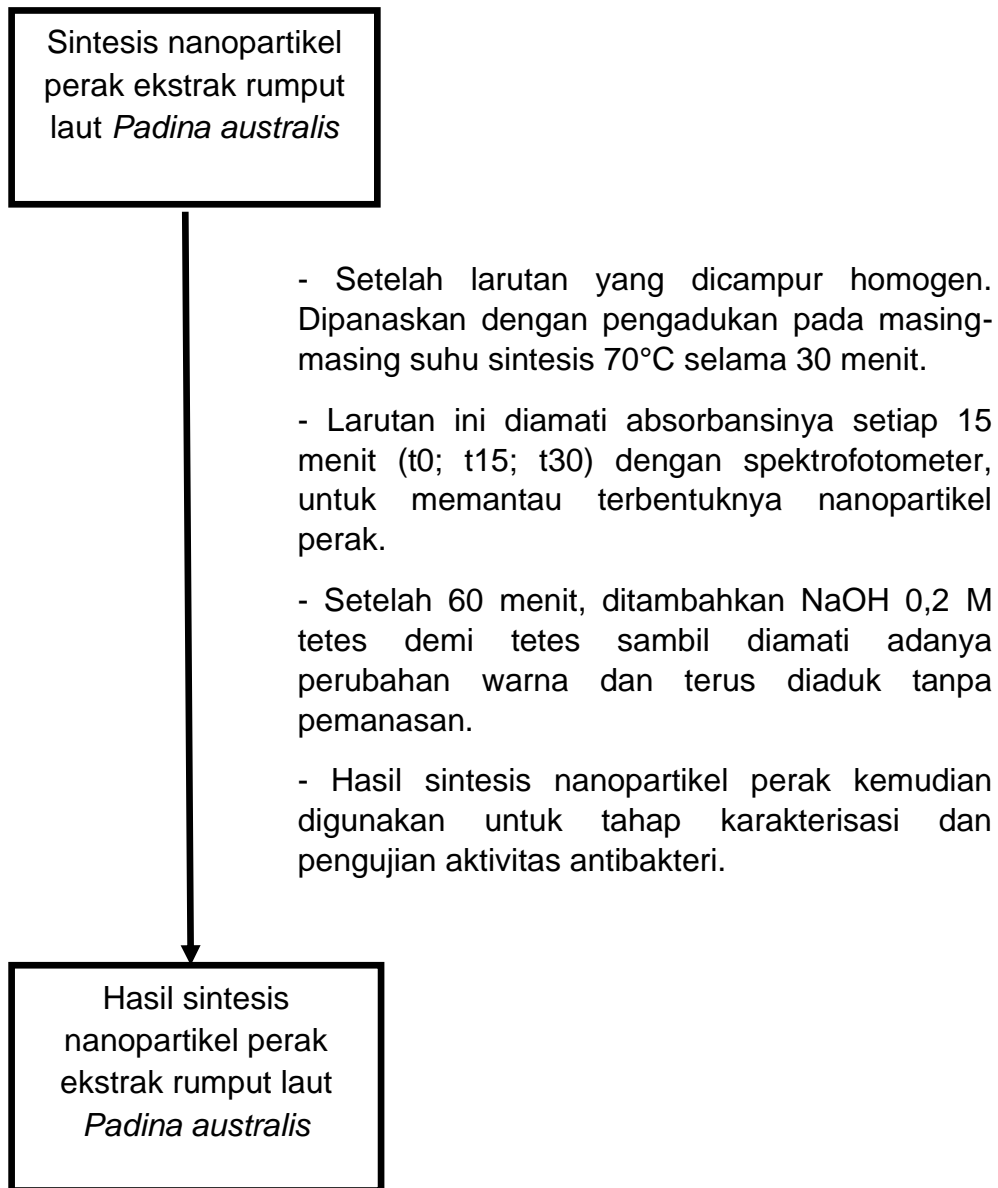 Sintesis nanopartikel
perak ekstrak rumput
laut Padina australis
- Setelah larutan yang dicampur homogen.
Dipanaskan dengan pengadukan pada masing-
masing suhu sintesis 70°C selama 30 menit.
- Larutan ini diamati absorbansinya setiap 15
menit (t0; t15; t30) dengan spektrofotometer,
untuk memantau terbentuknya nanopartikel
perak.
- Setelah 60 menit, ditambahkan NaOH 0,2 M
tetes demi tetes sambil diamati adanya
perubahan warna dan terus diaduk tanpa
pemanasan.
- Hasil sintesis nanopartikel perak kemudian
digunakan untuk tahap karakterisasi dan
pengujian aktivitas antibakteri.
Hasil sintesis
nanopartikel perak
ekstrak rumput laut
Padina australis